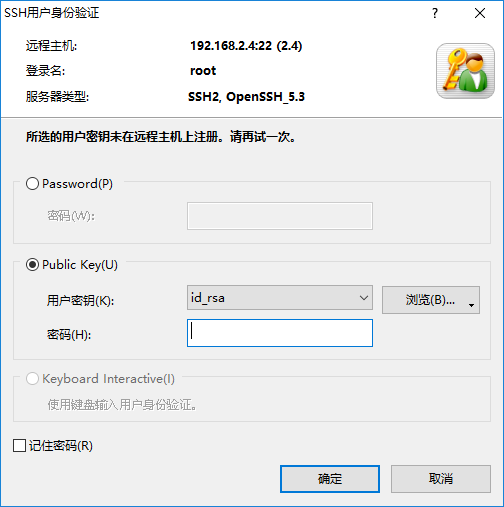 SSH用户身份验证
远程主机: 192.168.2.4:22 (2.4)
登录名: root
服务器类型: SSH2, OpenSSH_5.3
所选的用户密钥未在远程主机上注册。请再试一次。
Password(P)
密码(W):
Public Key(U)
用户密钥(K): id_rsa 浏览(B)...
密码(H):
Keyboard Interactive(I)
使用键盘输入用户身份验证。
记住密码(R)
确定 取消